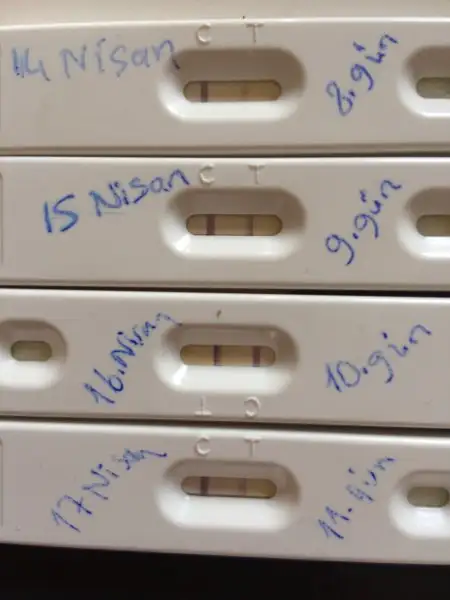 14 Nisan C T 8.gün
15 Nisan C T 9.gün
16.Nisan 10.gün
T C
17 Nisan C T 11.gün